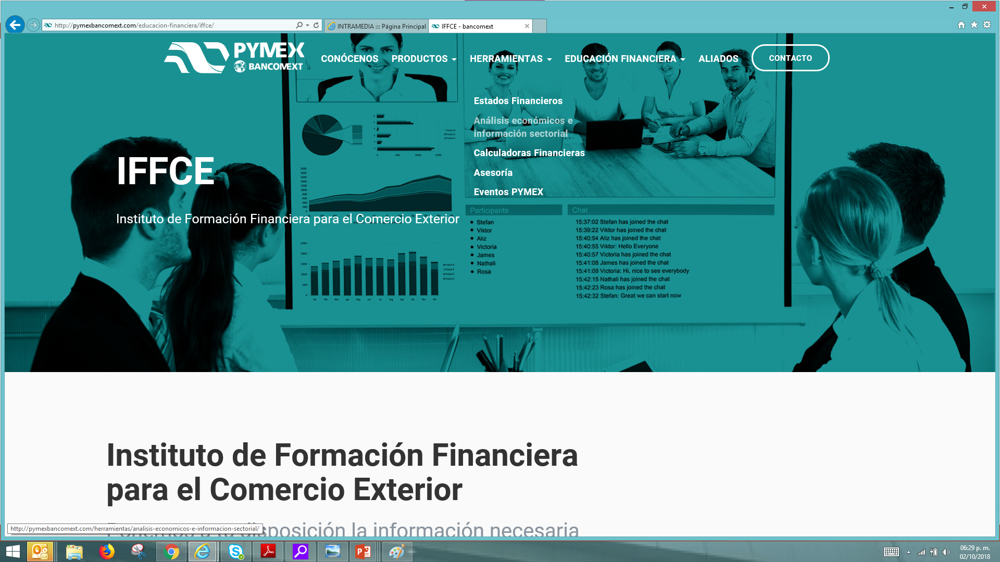 http://pymexbancomext.com/educacion-financiera/iffce/
INTRAMEDIA ::: Página Principal
IFFCE - bancomext
PYMEX
BANCOMEXT
CONÓCENOS
PRODUCTOS
HERRAMIENTAS
EDUCACIÓN FINANCIERA
ALIADOS
CONTACTO
Estados Financieros
Análisis económicos e
información sectorial
Calculadoras Financieras
Asesoría
Eventos PYMEX
IFFCE
Instituto de Formación Financiera para el Comercio Exterior
Participants
Stefan
Viktor
Aliz
Victoria
James
Nathali
Rosa
Chat
15:37:02 Stefan has joined the chat
15:39:22 Viktor has joined the chat
15:40:54 Aliz has joined the chat
15:40:55 Viktor: Hello Everyone
15:40:57 Victoria has joined the chat
15:41:08 James has joined the chat
15:41:09 Victoria: Hi, nice to see everybody
15:42:15 Nathali has joined the chat
15:42:23 Rosa has joined the chat
15:42:32 Stefan: Great we can start now
Instituto de Formación Financiera
para el Comercio Exterior
disposición la información necesaria
http://pymexbancomext.com/herramientas/analisis-economicos-e-informacion-sectorial/
06:29 p. m.
02/10/2018